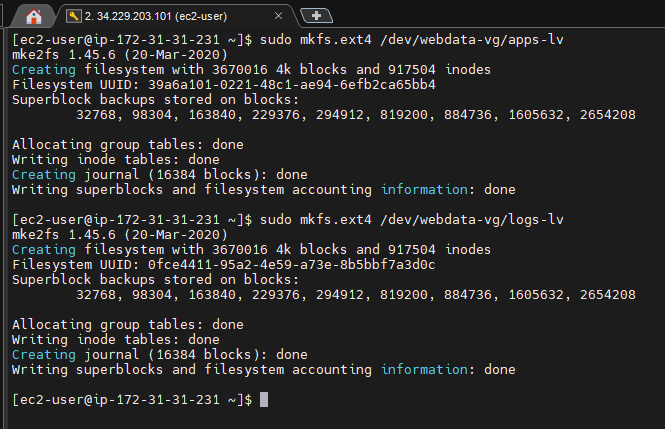 2. 34.229.203.101 (ec2-user)
[ec2-user@ip-172-31-31-231 ~]$ sudo mkfs.ext4 /dev/webdata-vg/apps-lv
mke2fs 1.45.6 (20-Mar-2020)
Creating filesystem with 3670016 4k blocks and 917504 inodes
Filesystem UUID: 39a6a101-0221-48c1-ae94-6efb2ca65bb4
Superblock backups stored on blocks:
32768, 98304, 163840, 229376, 294912, 819200, 884736, 1605632, 2654208
Allocating group tables: done
Writing inode tables: done
Creating journal (16384 blocks): done
Writing superblocks and filesystem accounting information: done
[ec2-user@ip-172-31-31-231 ~]$ sudo mkfs.ext4 /dev/webdata-vg/logs-lv
mke2fs 1.45.6 (20-Mar-2020)
Creating filesystem with 3670016 4k blocks and 917504 inodes
Filesystem UUID: 0fce4411-95a2-4e59-a73e-8b5bbf7a3d0c
Superblock backups stored on blocks:
32768, 98304, 163840, 229376, 294912, 819200, 884736, 1605632, 2654208
Allocating group tables: done
Writing inode tables: done
Creating journal (16384 blocks): done
Writing superblocks and filesystem accounting information: done
[ec2-user@ip-172-31-31-231 ~]$